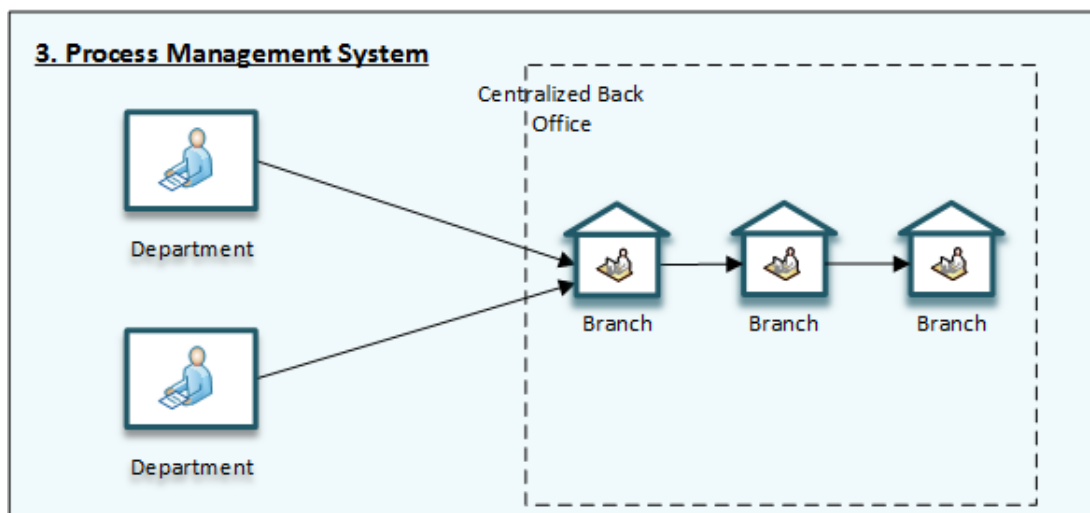 3. Process Management System
Centralized Back
Office
Department
Branch
Branch
Branch
Department